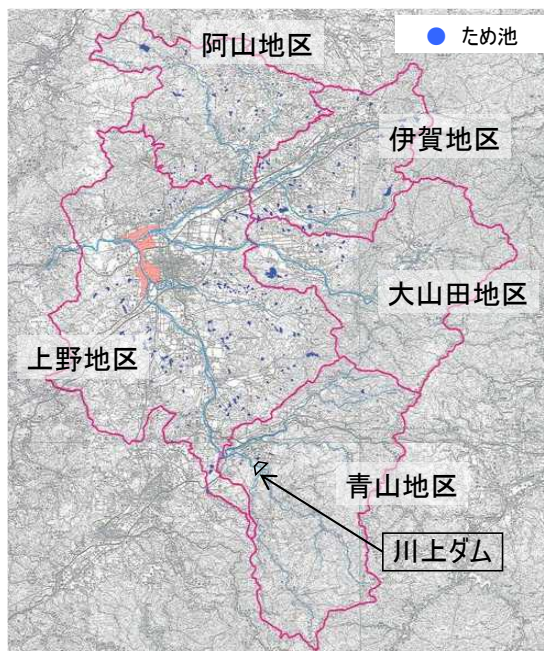 阿山地区
ため池
伊賀地区
大山田地区
上野地区
青山地区
川上ダム